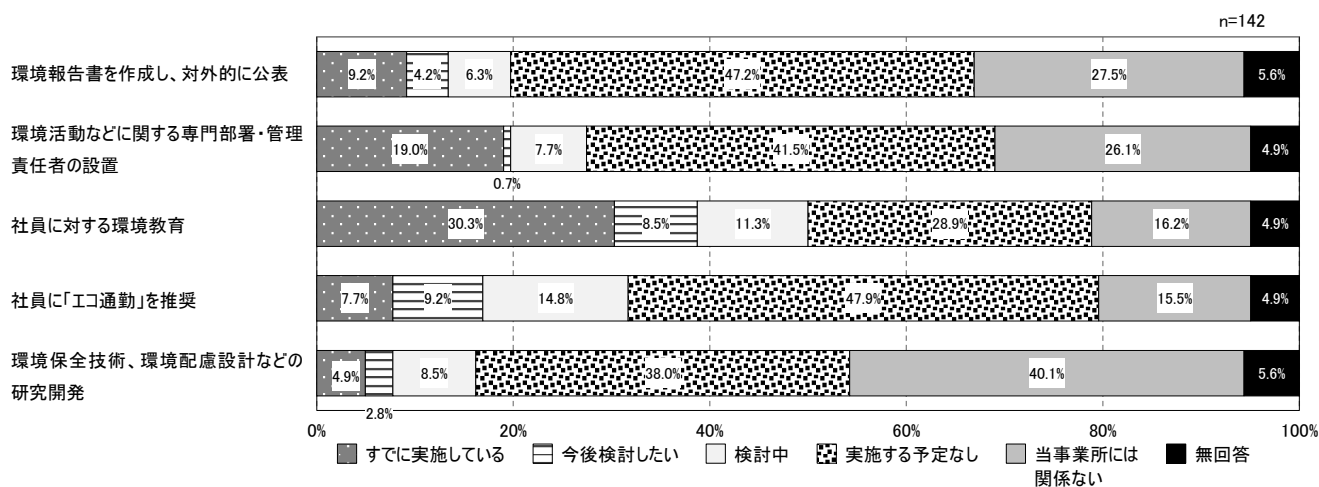 n=142
環境報告書を作成し、対外的に公表
9.2%
4.2%
6.3%
47.2%
27.5%
5.6%
環境活動などに関する専門部署・管理
責任者の設置
19.0%
0.7%
7.7%
41.5%
26.1%
4.9%
社員に対する環境教育
30.3%
8.5%
11.3%
28.9%
16.2%
4.9%
社員に「エコ通勤」を推奨
7.7%
9.2%
14.8%
47.9%
15.5%
4.9%
環境保全技術、環境配慮設計などの
研究開発
4.9%
2.8%
8.5%
38.0%
40.1%
5.6%
0%
20%
40%
60%
80%
100%
すでに実施している
今後検討したい
検討中
実施する予定なし
当事業所には
関係ない
無回答